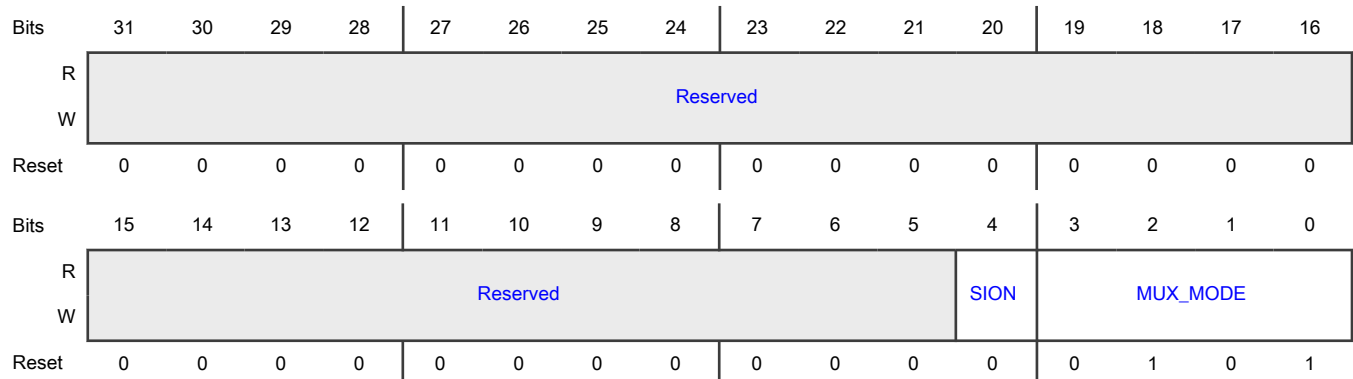 Bits 31 30 29 28 27 26 25 24 23 22 21 20 19 18 17 16
R
Reserved
W
Reset 0 0 0 0 0 0 0 0 0 0 0 0 0 0 0 0
Bits 15 14 13 12 11 10 9 8 7 6 5 4 3 2 1 0
R
Reserved SION MUX_MODE
W
Reset 0 0 0 0 0 0 0 0 0 0 0 0 0 1 0 1